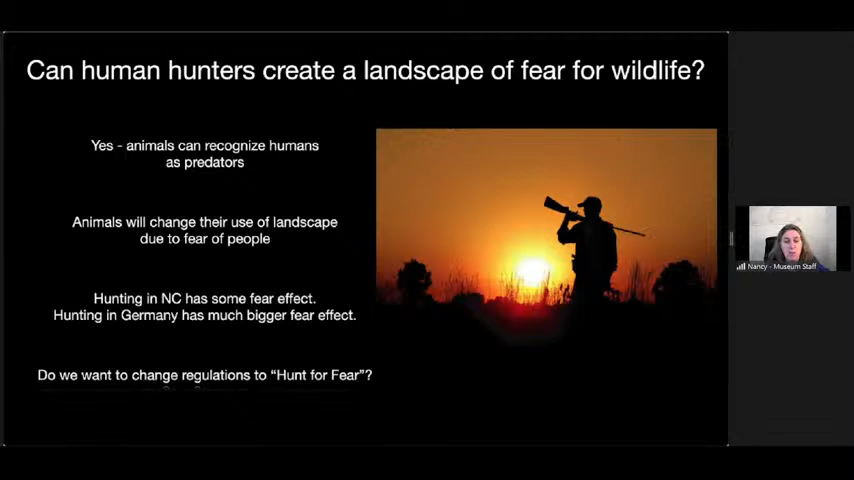 Can human hunters create a landscape of fear for wildlife?
Yes - animals can recognize humans
as predators
Animals will change their use of landscape
due to fear of people
Hunting in NC has some fear effect.
Hunting in Germany has much bigger fear effect.
Do we want to change regulations to “Hunt for Fear”?
Nancy - Museum Staff